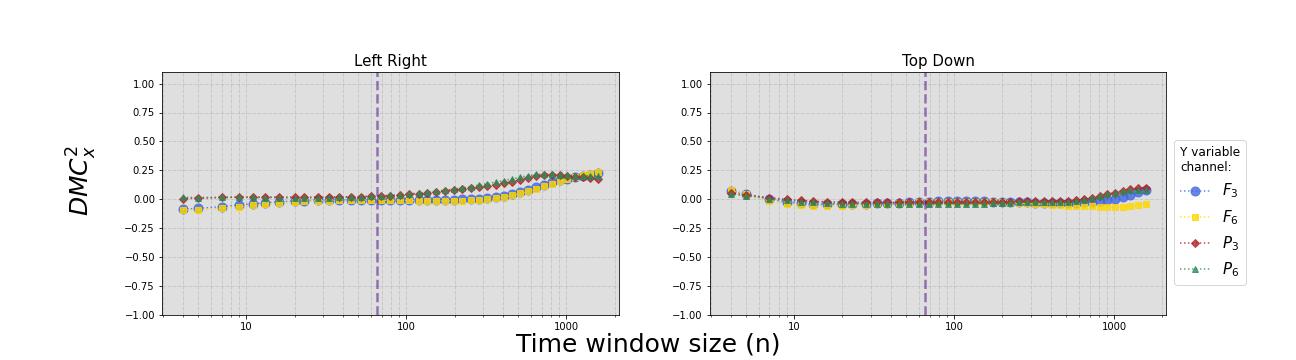 Left Right
Top Down
1.00
0.75
0.50
0.25
0.00
−0.25
−0.50
−0.75
−1.00
10
100
1000
1.00
0.75
0.50
0.25
0.00
−0.25
−0.50
−0.75
−1.00
10
100
1000
DMC²ₓ
Time window size (n)
Y variable
channel:
F₃
F₆
P₃
P₆